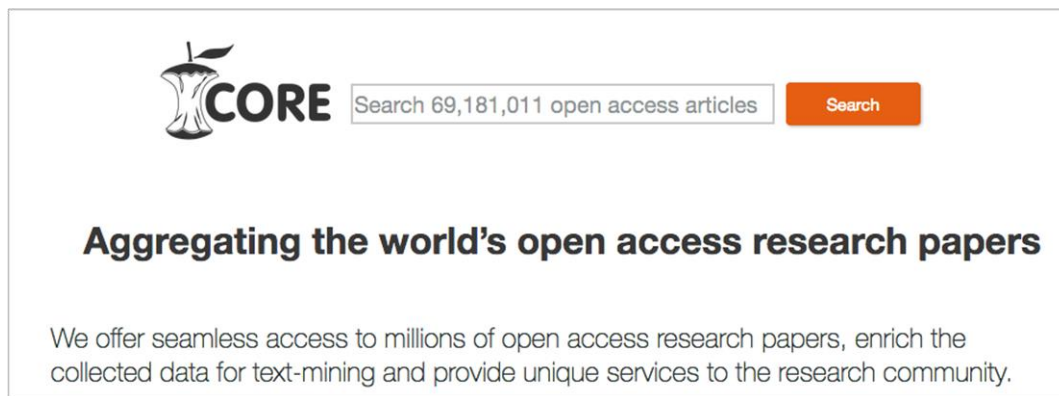 CORE
Search 69,181,011 open access articles
Search
Aggregating the world's open access research papers
We offer seamless access to millions of open access research papers, enrich the
collected data for text-mining and provide unique services to the research community.